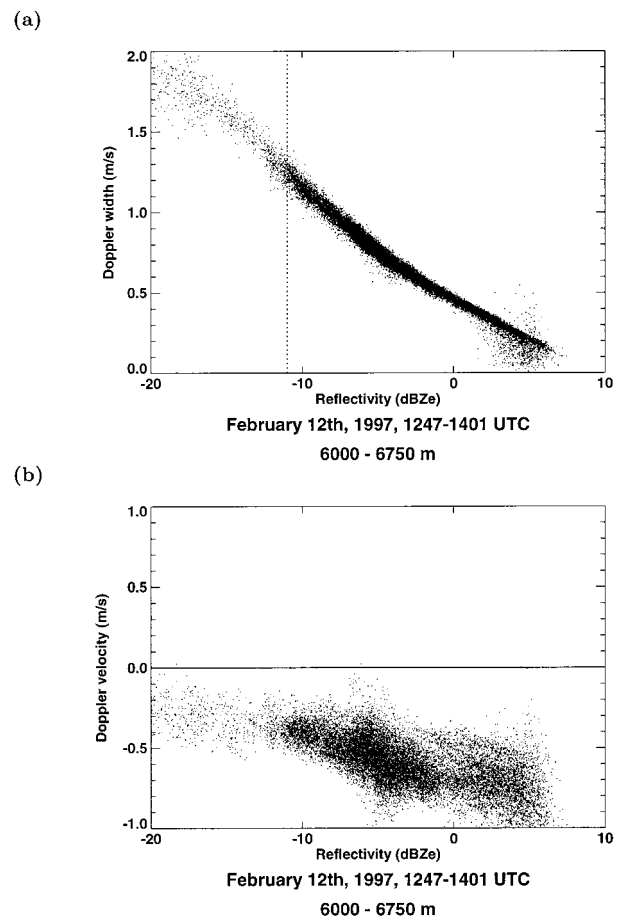 (a)
2.0
1.5
1.0
0.5
0.0
Doppler width (m/s)
-20 -10 0 10
Reflectivity (dBZe)
February 12th, 1997, 1247-1401 UTC
6000 - 6750 m
(b)
1.0
0.5
0.0
-0.5
-1.0
Doppler velocity (m/s)
-20 -10 0 10
Reflectivity (dBZe)
February 12th, 1997, 1247-1401 UTC
6000 - 6750 m